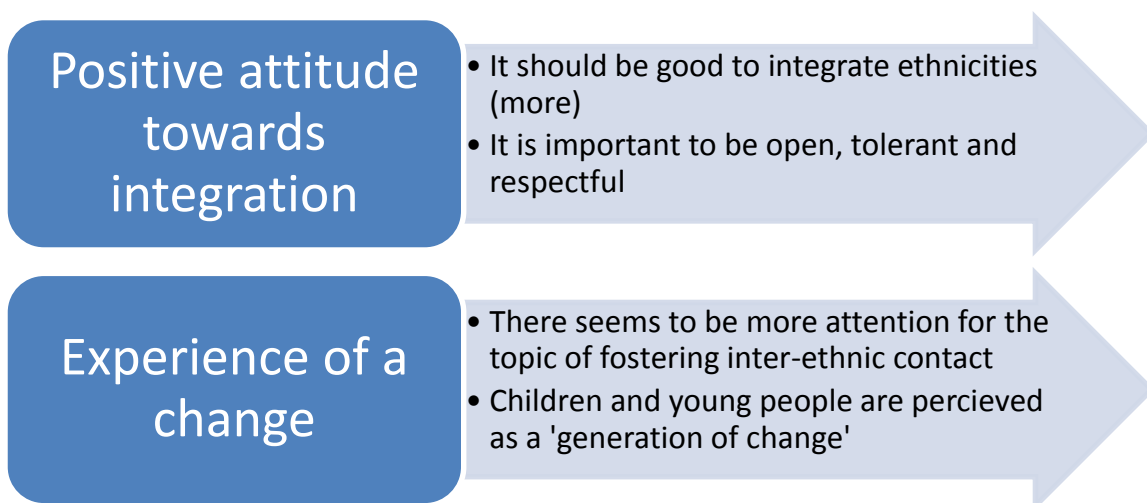 Positive attitude
towards
integration
• It should be good to integrate ethnicities
(more)
• It is important to be open, tolerant and
respectful
Experience of a
change
• There seems to be more attention for the
topic of fostering inter-ethnic contact
• Children and young people are percieved
as a 'generation of change'